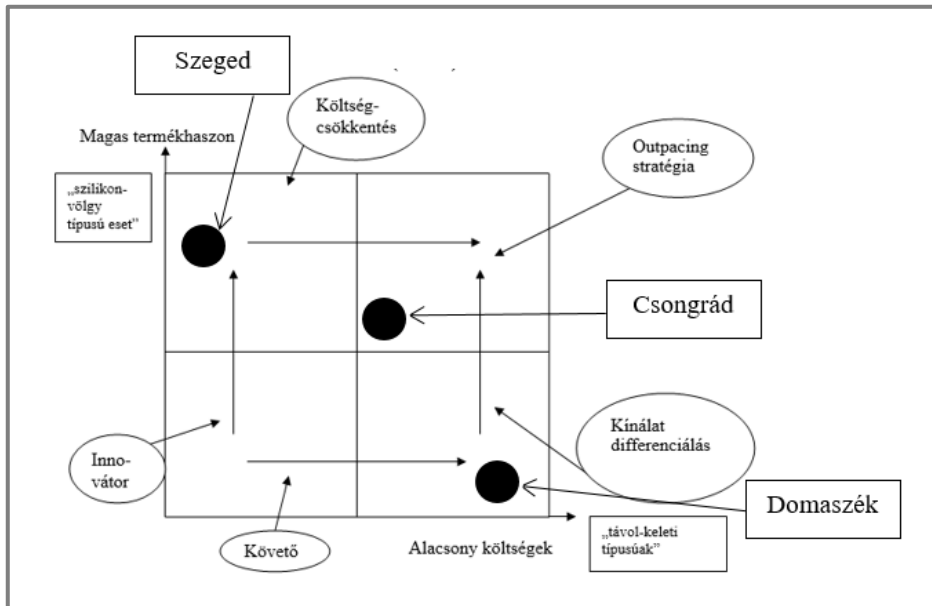 Szeged
Költség-
csökkentés
Magas termékhaszon
Outpacing
stratégia
„szilikon-
völgy
típusú eset”
Csongrád
Kínálat
differenciálás
Inno-
vátor
Domaszék
Követő
Alacsony költségek
„távol-keleti
típusúak”